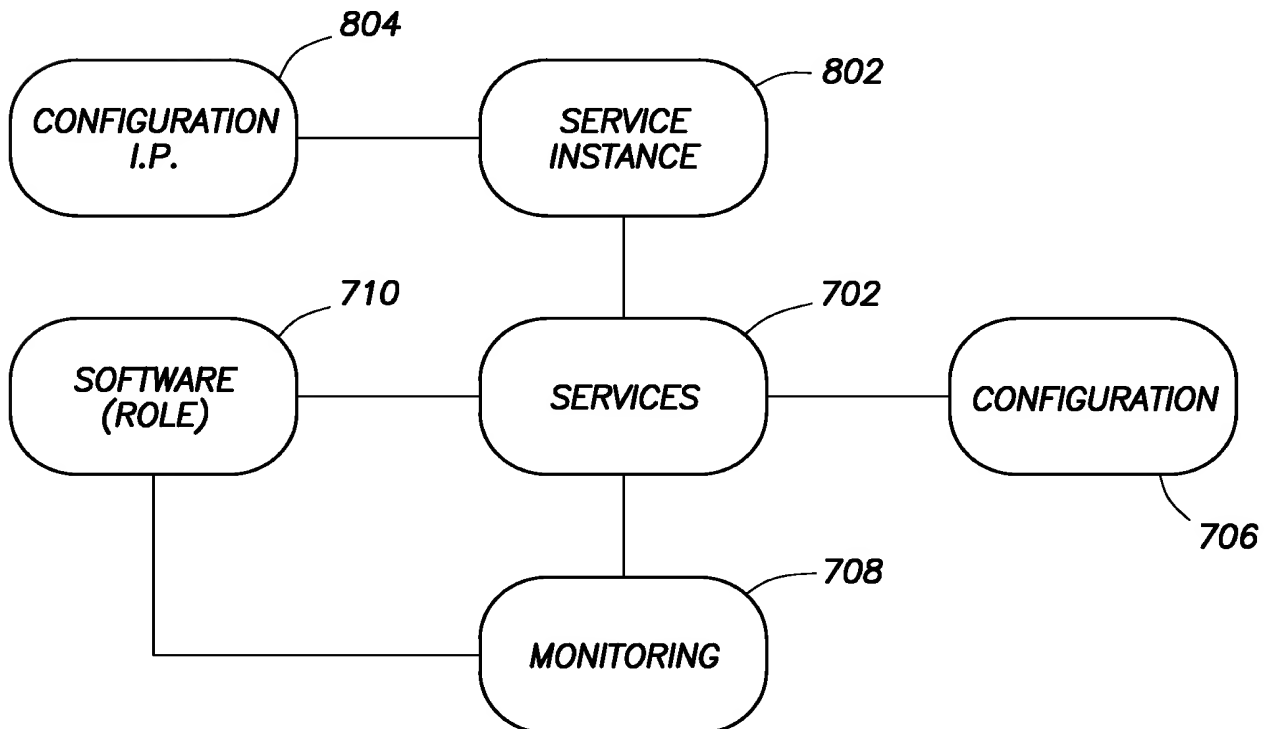 804
802
CONFIGURATION
I.P.
SERVICE
INSTANCE
710
702
SOFTWARE
(ROLE)
SERVICES
CONFIGURATION
706
708
MONITORING